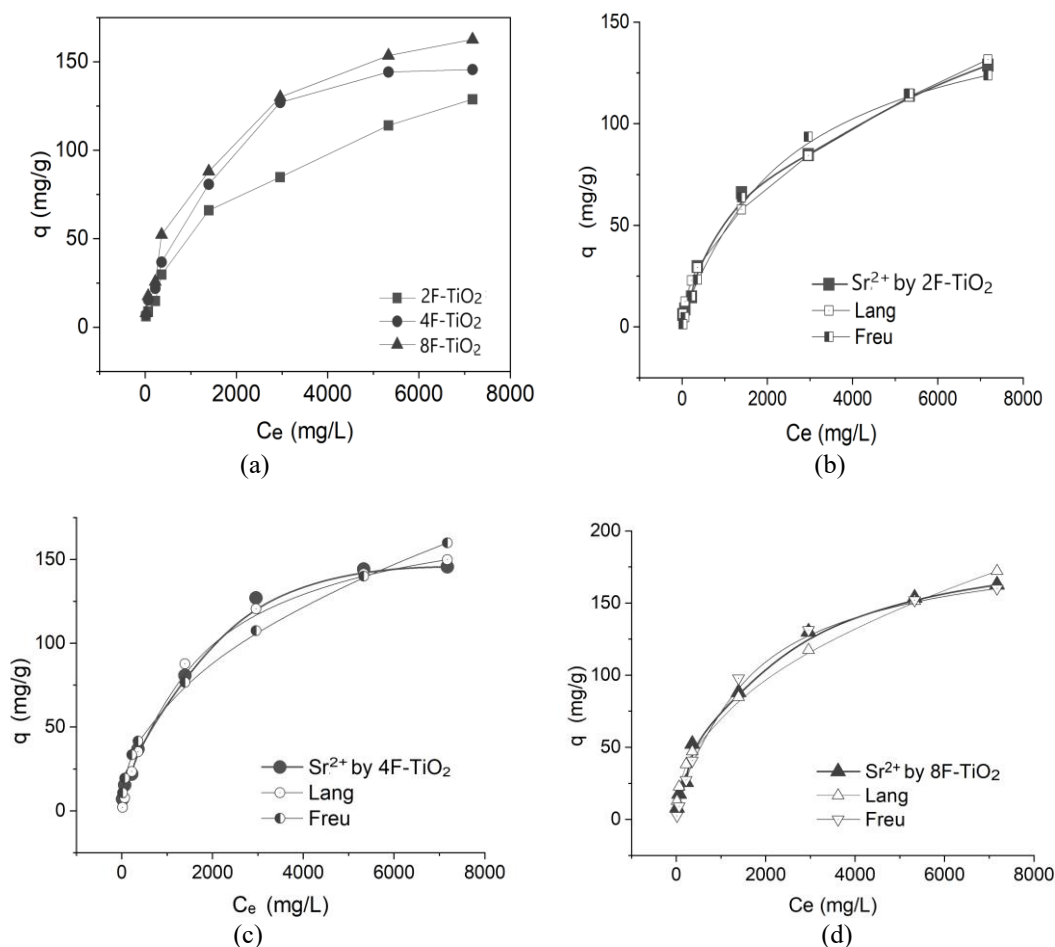 150
100
50
0
q (mg/g)
0 2000 4000 6000 8000
Ce (mg/L)
2F-TiO2
4F-TiO2
8F-TiO2
(a)
150
100
50
0
q (mg/g)
0 2000 4000 6000 8000
Ce (mg/L)
Sr2+ by 2F-TiO2
Lang
Freu
(b)
150
100
50
0
q (mg/g)
0 2000 4000 6000 8000
Ce (mg/L)
Sr2+ by 4F-TiO2
Lang
Freu
(c)
200
150
100
50
0
q (mg/g)
0 2000 4000 6000 8000
Ce (mg/L)
Sr2+ by 8F-TiO2
Lang
Freu
(d)